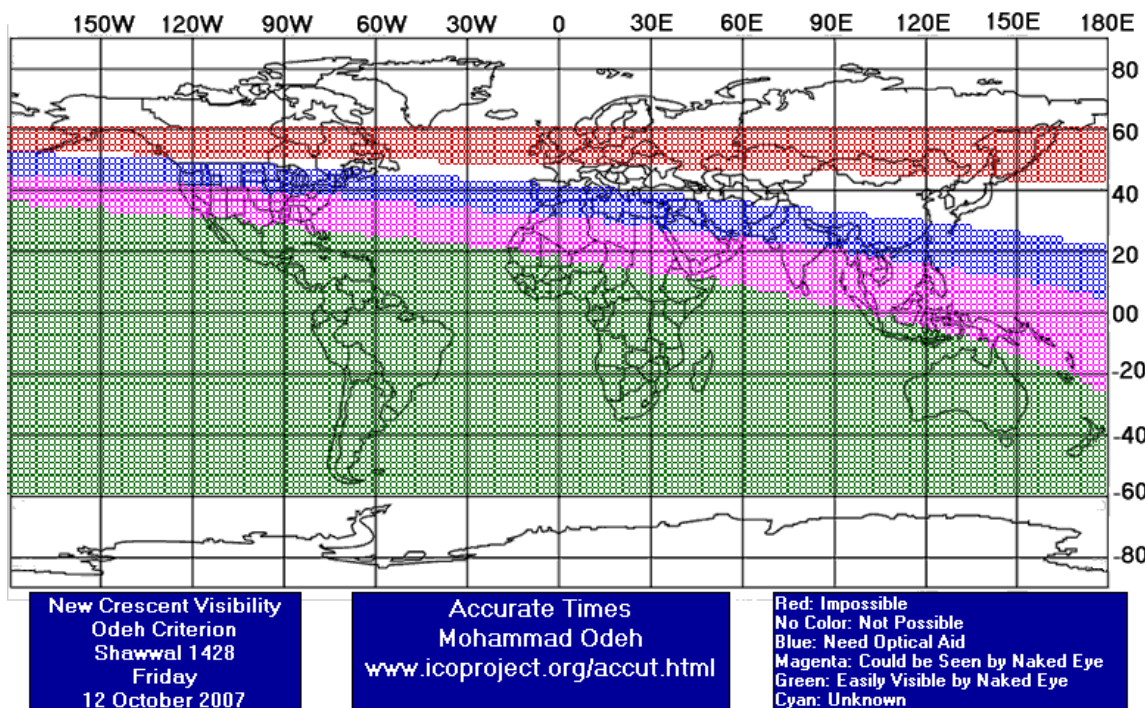 150W 120W 90W 60W 30W 0 30E 60E 90E 120E 150E 180E
80
60
40
20
00
-20
-40
-60
-80
New Crescent Visibility
Odeh Criterion
Shawwal 1428
Friday
12 October 2007
Accurate Times
Mohammad Odeh
www.icoproject.org/accut.html
Red: Impossible
No Color: Not Possible
Blue: Need Optical Aid
Magenta: Could be Seen by Naked Eye
Green: Easily Visible by Naked Eye
Cyan: Unknown